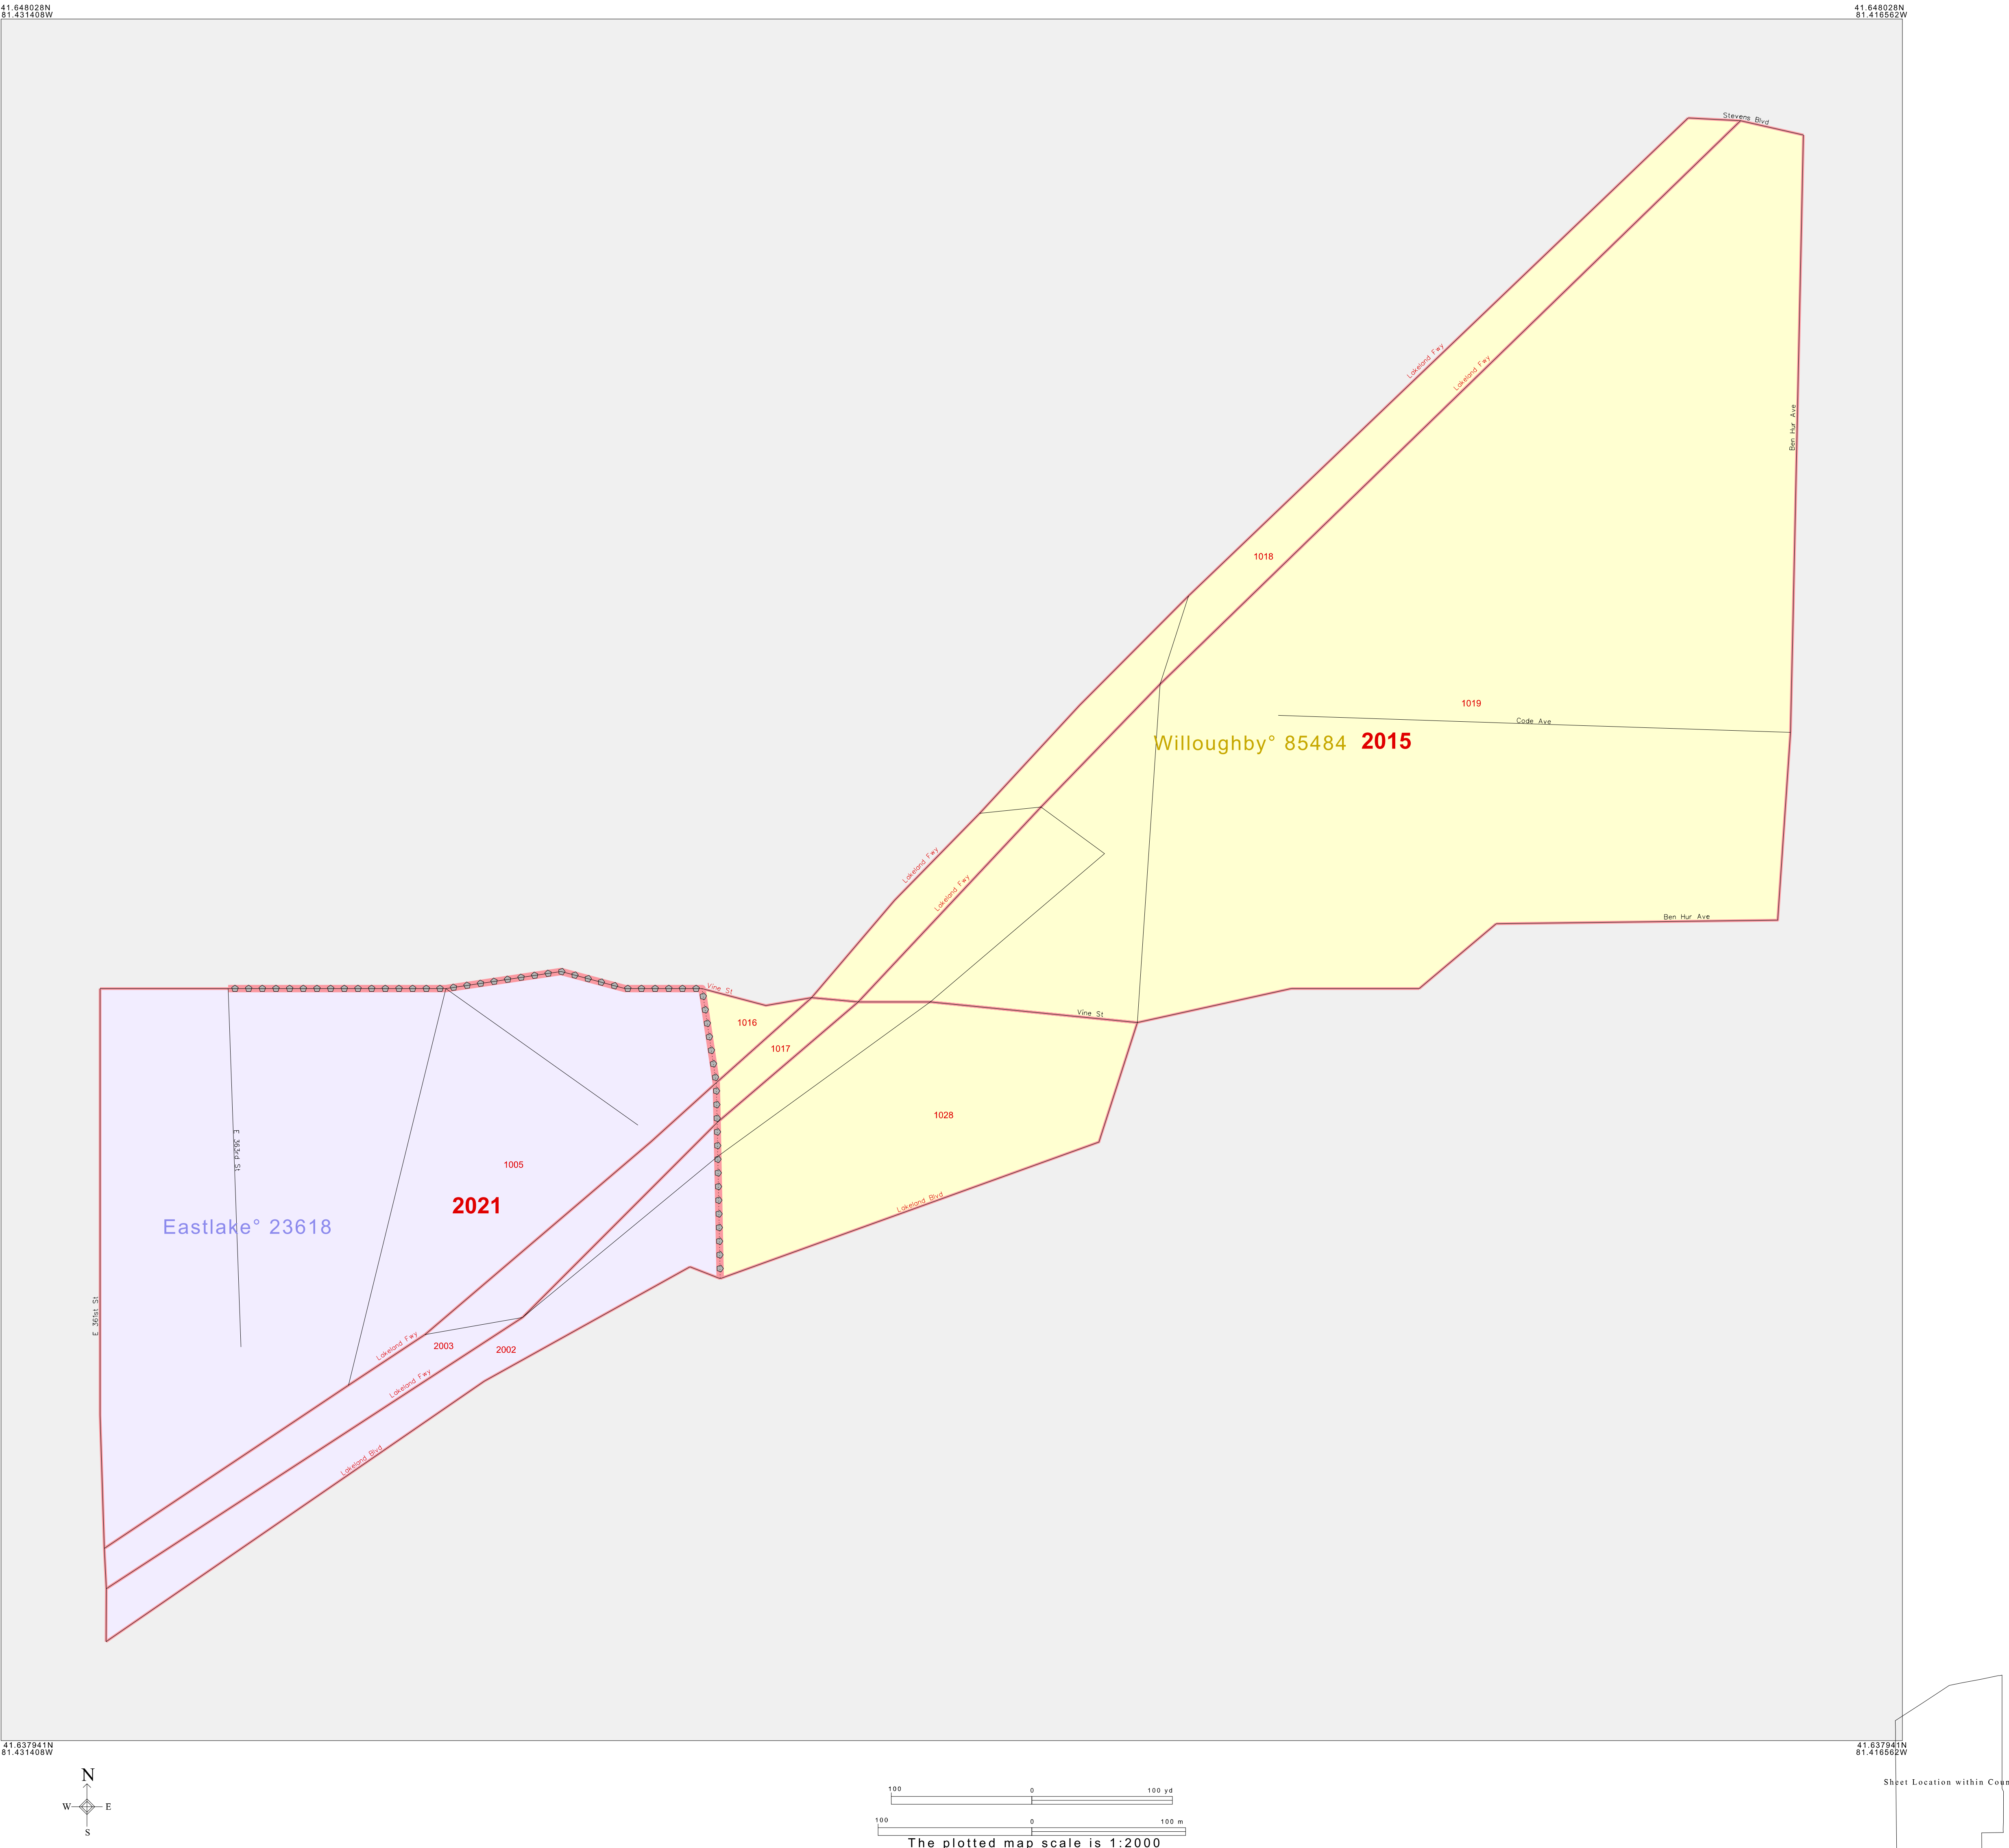 41.648028N
81.431408W
41.648028N
81.416562W
Stevens Blvd
Lakeland Fwy
Lakeland Fwy
Ben Hur Ave
1018
1019
Code Ave
Willoughby° 85484
2015
Lakeland Fwy
Lakeland Fwy
Ben Hur Ave
Vine St
Vine St
1016
1017
1028
E 363rd St
1005
2021
Lakeland Blvd
Eastlake° 23618
E 361st St
Lakeland Fwy
2003
2002
Lakeland Fwy
Lakeland Blvd
41.637941N
81.431408W
41.637941N
81.416562W
N
W
E
S
100 0 100 yd
100 0 100 m
The plotted map scale is 1:2000
Sheet Location within Coun